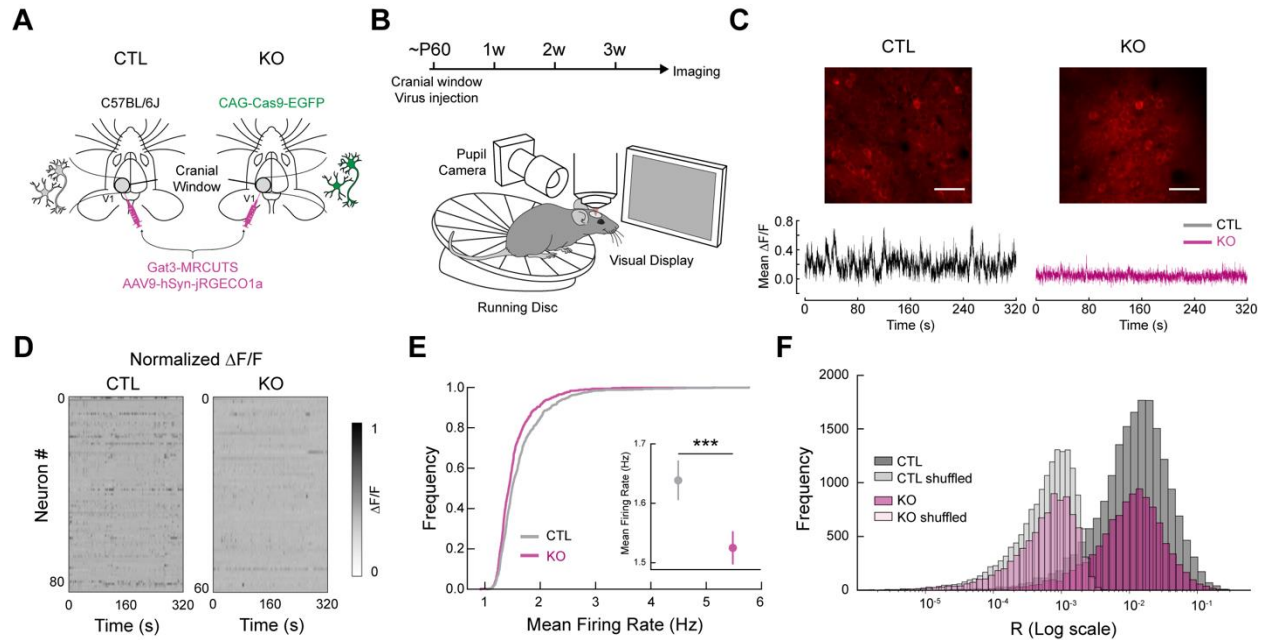 A
CTL
KO
C57BL/6J
CAG-Cas9-EGFP
Cranial
Window
V1
V1
Gat3-MRCUTS
AAV9-hSyn-jRGECO1a
B
~P60
1w
2w
3w
Imaging
Cranial window
Virus injection
Pupil
Camera
Visual Display
Running Disc
C
CTL
KO
CTL
KO
Mean ΔF/F
0.8
0.4
0.0
0
80
160
240
320
Time (s)
0
80
160
240
320
Time (s)
D
Normalized ΔF/F
CTL
KO
Neuron #
0
80
0
60
0
160
320
Time (s)
0
160
320
Time (s)
1
0
ΔF/F
E
Frequency
1.0
0.8
0.6
0.4
0.2
0.0
1
2
3
4
5
6
Mean Firing Rate (Hz)
CTL
KO
Mean Firing Rate (Hz)
1.7
1.6
1.5
***
F
Frequency
2000
1750
1500
1250
1000
750
500
250
0
CTL
CTL shuffled
KO
KO shuffled
10-5
10-4
10-3
10-2
10-1
R (Log scale)